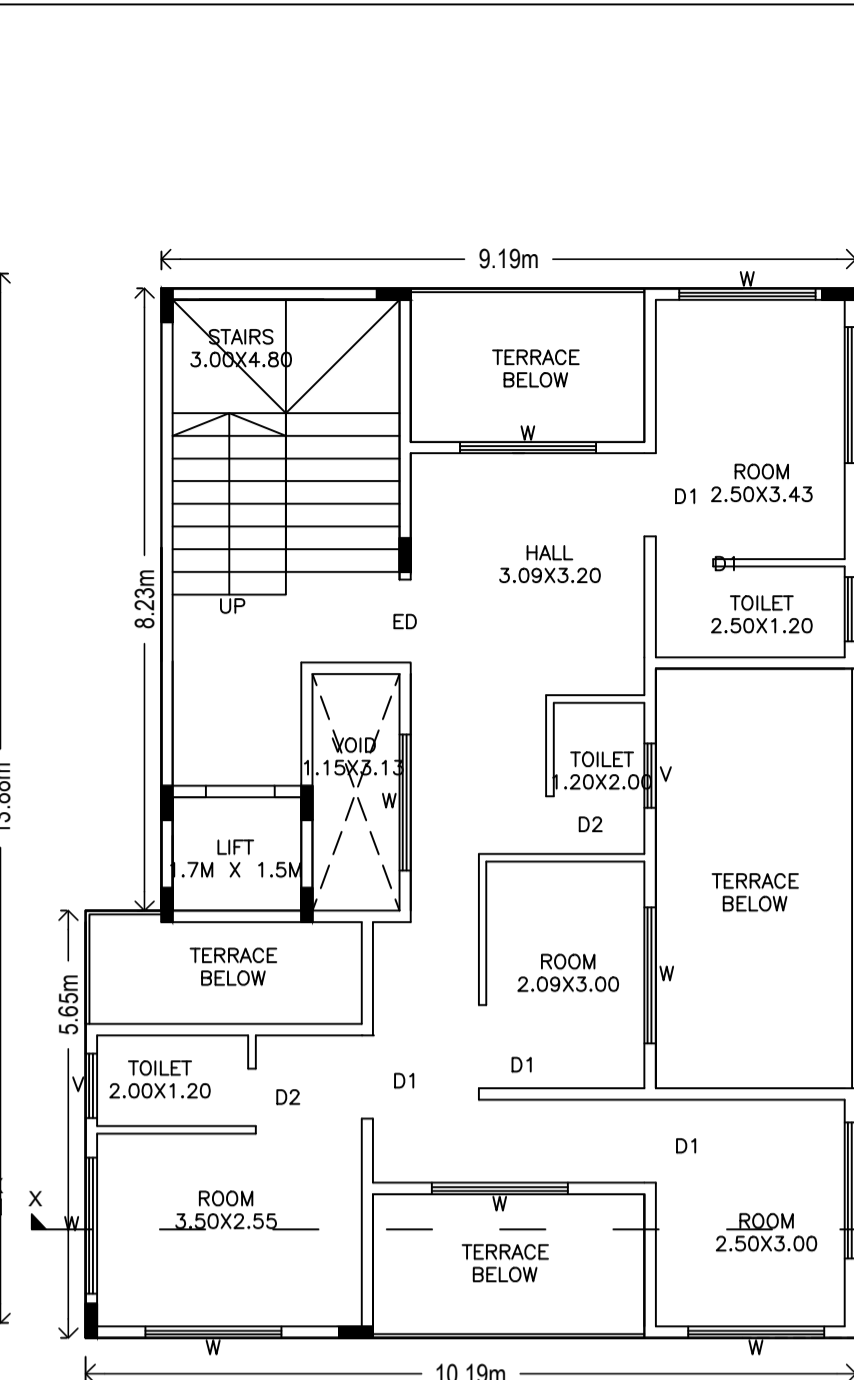 9.19m
W
STAIRS
3.00X4.80
TERRACE
BELOW
W
ROOM
2.50X3.43
D1
HALL
3.09X3.20
D1
8.23m
UP
ED
TOILET
2.50X1.20
VOID
1.15X3.13
W
TOILET
1.20X2.00
V
D2
LIFT
1.7M X 1.5M
TERRACE
BELOW
TERRACE
BELOW
ROOM
2.09X3.00
W
5.65m
TOILET
2.00X1.20
V
D2
D1
D1
D1
X
W
ROOM
3.50X2.55
W
TERRACE
BELOW
ROOM
2.50X3.00
W
W
10.19m